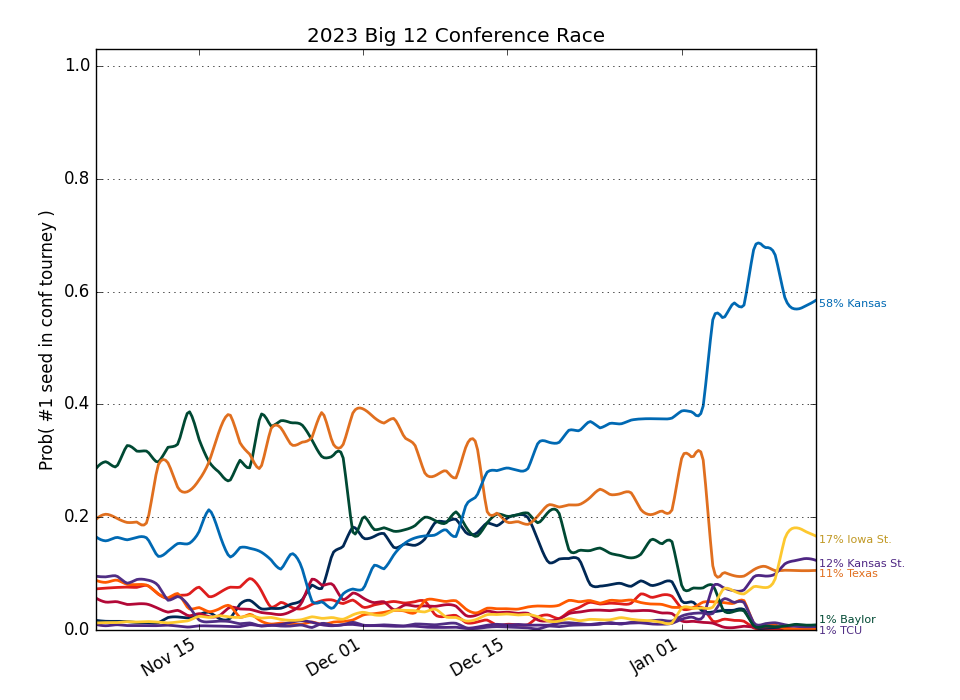 2023 Big 12 Conference Race
Prob( #1 seed in conf tourney )
1.0
0.8
0.6
0.4
0.2
0.0
58% Kansas
17% Iowa St.
12% Kansas St.
11% Texas
1% Baylor
1% TCU
Nov 15
Dec 01
Dec 15
Jan 01